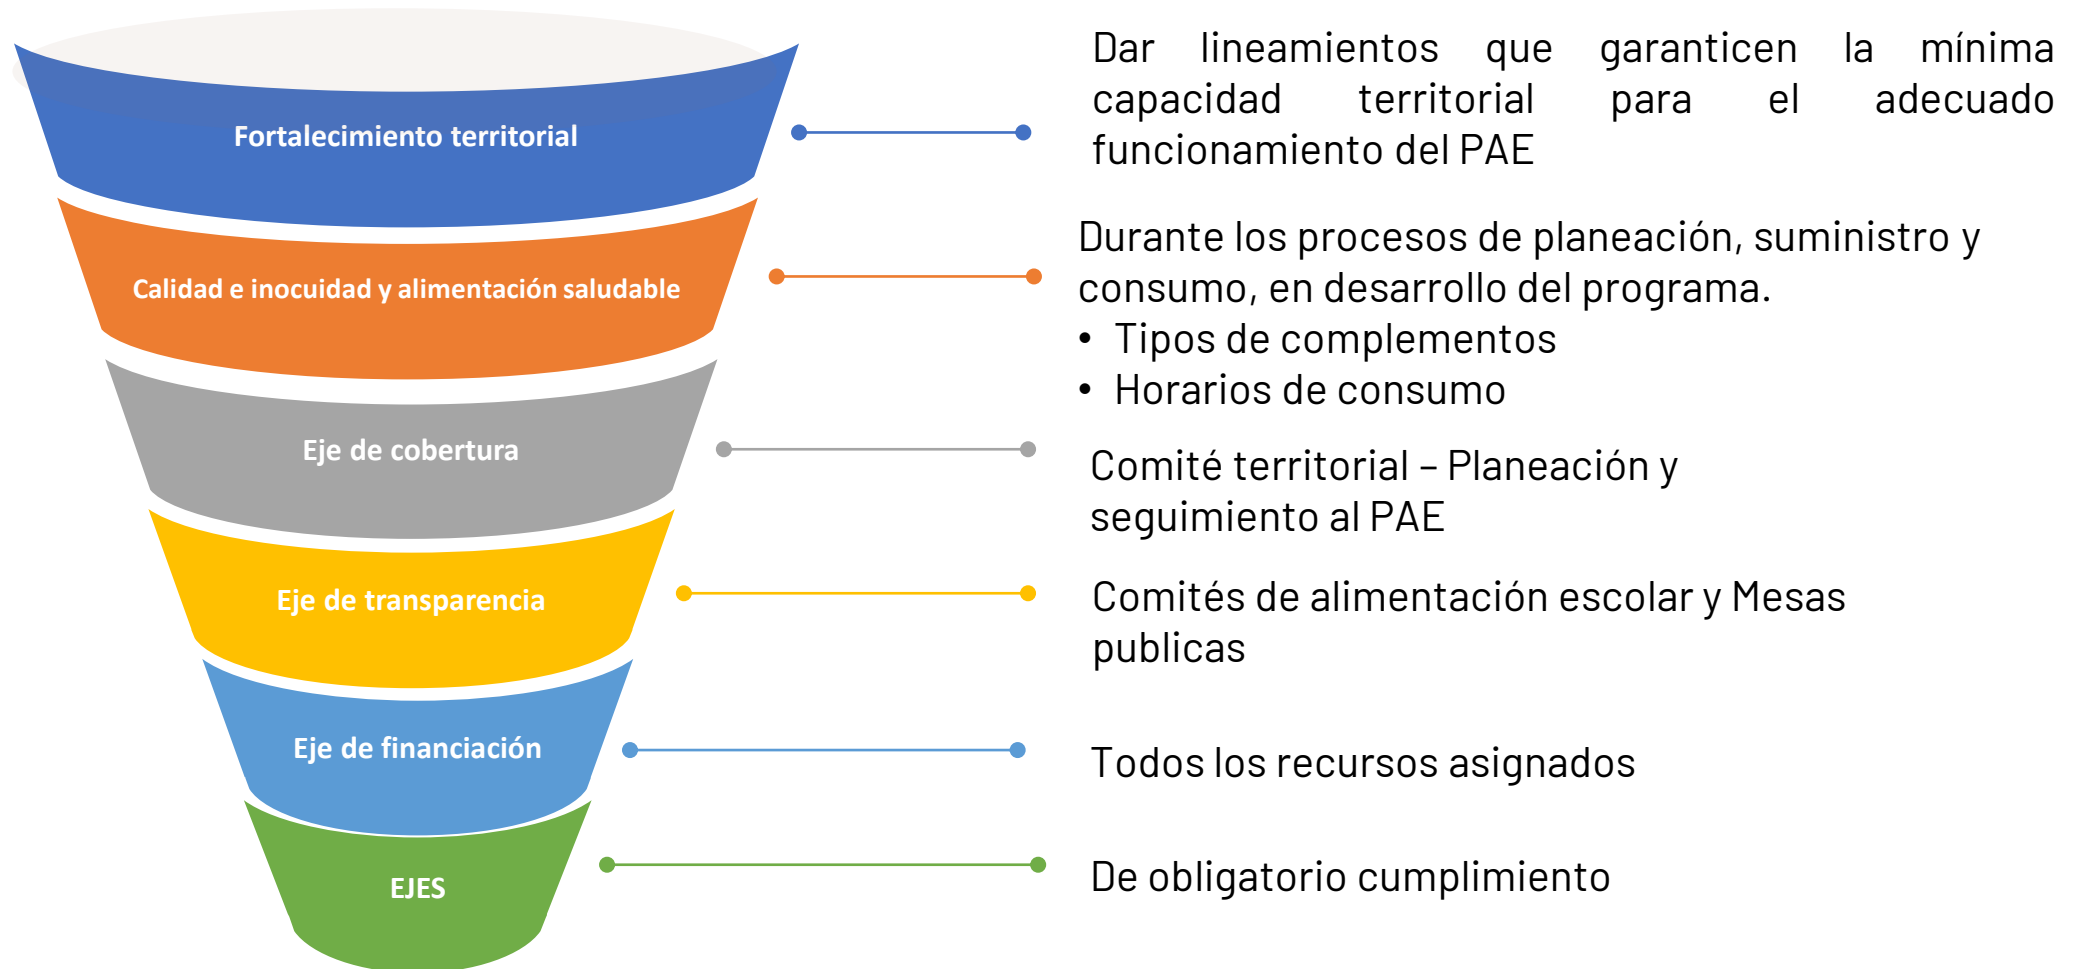 Fortalecimiento territorial
Dar lineamientos que garanticen la mínima
capacidad territorial para el adecuado
funcionamiento del PAE
Calidad e inocuidad y alimentación saludable
Durante los procesos de planeación, suministro y
consumo, en desarrollo del programa.
• Tipos de complementos
• Horarios de consumo
Eje de cobertura
Comité territorial – Planeación y
seguimiento al PAE
Eje de transparencia
Comités de alimentación escolar y Mesas
publicas
Eje de financiación
Todos los recursos asignados
EJES
De obligatorio cumplimiento